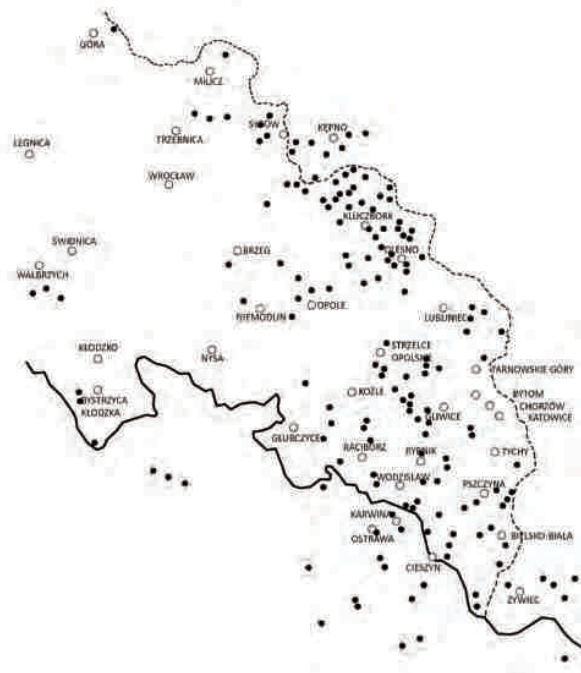 GÓRA
MILICZ
TRZEBNICA
SYCÓW
KĘPNO
LEGNICA
WROCŁAW
KLUCZBORK
OLESNO
ŚWIDNICA
WAŁBRZYCH
BRZEG
NIEMODLIN
OPOLE
LUBLINIEC
KŁODZKO
NYSA
STRZELCE
OPOLSKIE
TARNOWSKIE GÓRY
BYSTRZYCA
KŁODZKA
KOŹLE
BYTOM
CHORZÓW
KATOWICE
GLIWICE
GŁUBCZYCE
RACIBÓRZ
RYBNIK
TYCHY
WODZISŁAW
PSZCZYNA
KARWINA
OSTRAWA
BIELSKO-BIAŁA
CIESZYN
ŻYWIEC